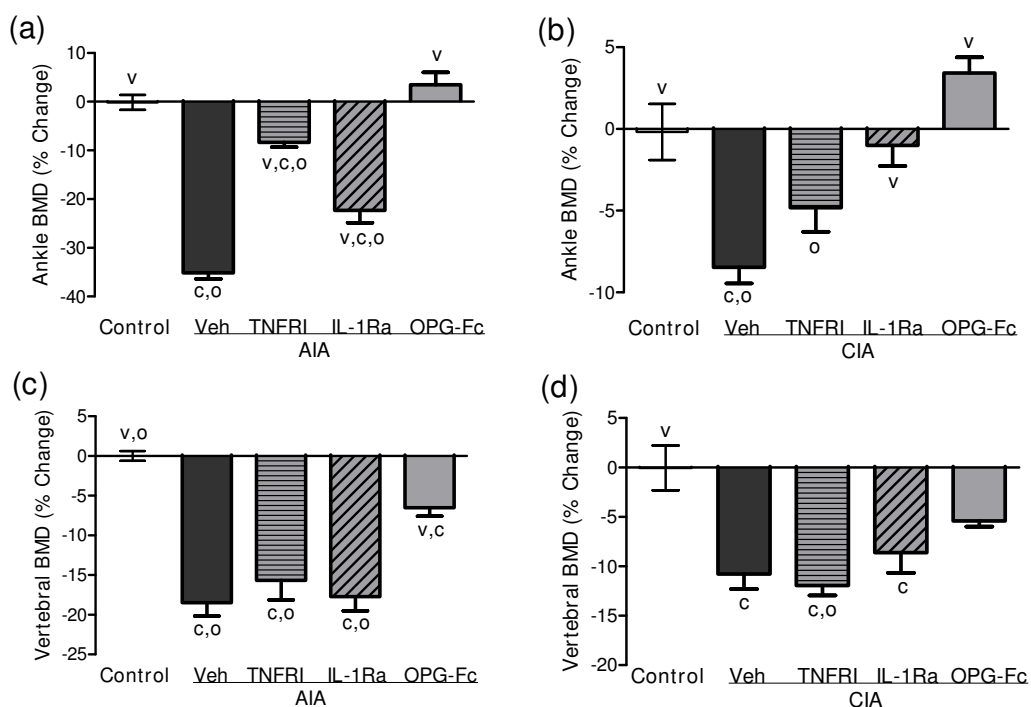 (a)
Ankle BMD (% Change)
10
0
-10
-20
-30
-40
v
c,o
v,c,o
v,c,o
v
Control Veh TNFRI IL-1Ra OPG-Fc
AIA
(b)
Ankle BMD (% Change)
5
0
-5
-10
v
c,o
o
v
v
Control Veh TNFRI IL-1Ra OPG-Fc
CIA
(c)
Vertebral BMD (% Change)
5
0
-5
-10
-15
-20
-25
v,o
c,o
c,o
c,o
v,c
Control Veh TNFRI IL-1Ra OPG-Fc
AIA
(d)
Vertebral BMD (% Change)
5
0
-5
-10
-15
-20
v
c
c,o
c
Control Veh TNFRI IL-1Ra OPG-Fc
CIA